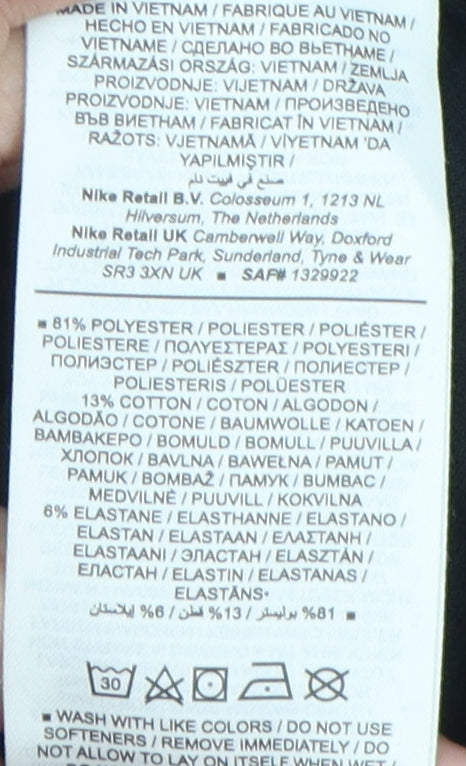 MADE IN VIETNAM / FABRIQUE AU VIETNAM /
HECHO EN VIETNAM / FABRICADO NO
VIETNAME / СДЕЛАНО ВО ВЬЕТНАМЕ /
SZÁRMAZÁSI ORSZÁG: VIETNAM / ZEMLJA
PROIZVODNJE: VIJETNAM / DRŽAVA
PROIZVODNJE: VIETNAM / ПРОИЗВЕДЕНО
ВЪВ ВИЕТНАМ / FABRICAT ÎN VIETNAM /
RAŽOTS: VJETNAMĀ / VİYETNAM 'DA
YAPILMIŞTIR /
صنع في فييت نام
Nike Retail B.V. Colosseum 1, 1213 NL
Hilversum, The Netherlands
Nike Retail UK Camberwell Way, Doxford
Industrial Tech Park, Sunderland, Tyne & Wear
SR3 3XN UK ■ SAF# 1329922
■ 81% POLYESTER / POLIESTER / POLIÉSTER /
POLIESTERE / ΠΟΛΥΕΣΤΕΡΑΣ / POLYESTERI /
ПОЛИЭСТЕР / POLIÉSZTER / ПОЛИЕСТЕР /
POLIESTERIS / POLÜESTER
13% COTTON / COTON / ALGODON /
ALGODÃO / COTONE / BAUMWOLLE / KATOEN /
ΒΑΜΒΑΚΕΡΟ / BOMULD / BOMULL / PUUVILLA /
ХЛОПОК / BAVLNA / BAWEŁNA / PAMUT /
PAMUK / BOMBAŽ / ПАМУК / BUMBAC /
MEDVILNĖ / PUUVILL / KOKVILNA
6% ELASTANE / ELASTHANNE / ELASTANO /
ELASTAN / ELASTAAN / ΕΛΑΣΤΑΝΗ /
ELASTAANI / ЭЛАСТАН / ELASZTÁN /
ЕЛАСТАН / ELASTIN / ELASTANAS /
ELASTĀNS•
■ 81% بوليستر / 13% قطن / 6% إيلاستان
30
■ WASH WITH LIKE COLORS / DO NOT USE
SOFTENERS / REMOVE IMMEDIATELY / DO
NOT ALLOW TO LAY ON ITSELF WHEN WET /